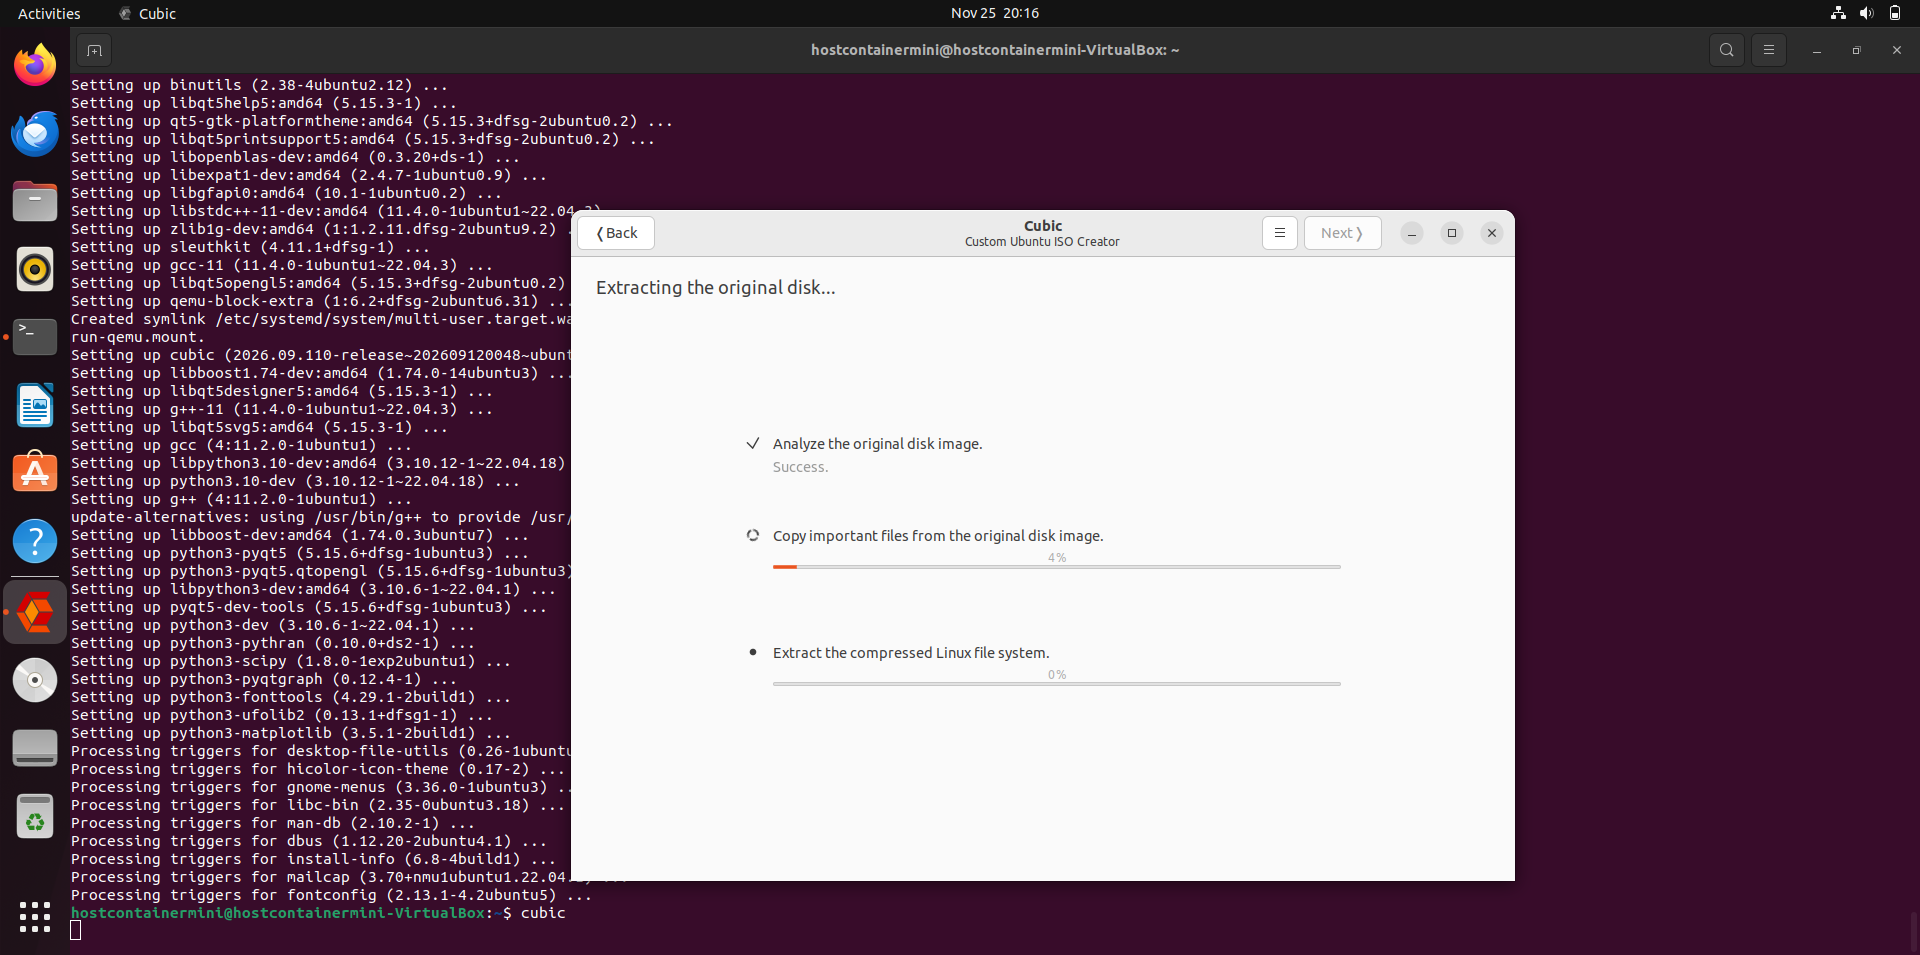 Activities
Cubic
Nov 25 20:16
hostcontainermini@hostcontainermini-VirtualBox: ~
Setting up binutils (2.38-4ubuntu2.12) ...
Setting up libqt5help5:amd64 (5.15.3-1) ...
Setting up qt5-gtk-platformtheme:amd64 (5.15.3+dfsg-2ubuntu0.2) ...
Setting up libqt5printsupport5:amd64 (5.15.3+dfsg-2ubuntu0.2) ...
Setting up libopenblas-dev:amd64 (0.3.20+ds-1) ...
Setting up libexpat1-dev:amd64 (2.4.7-1ubuntu0.9) ...
Setting up libgfapi0:amd64 (10.1-1ubuntu0.2) ...
Setting up libstdc++-11-dev:amd64 (11.4.0-1ubuntu1~22.04.3)
Setting up zlib1g-dev:amd64 (1:1.2.11.dfsg-2ubuntu9.2) .
Setting up sleuthkit (4.11.1+dfsg-1) ...
Setting up gcc-11 (11.4.0-1ubuntu1~22.04.3) ...
Setting up libqt5opengl5:amd64 (5.15.3+dfsg-2ubuntu0.2)
Setting up qemu-block-extra (1:6.2+dfsg-2ubuntu6.31) ...
Created symlink /etc/systemd/system/multi-user.target.wa
run-qemu.mount.
Setting up cubic (2026.09.110-release~202609120048~ubunt
Setting up libboost1.74-dev:amd64 (1.74.0-14ubuntu3) ...
Setting up libqt5designer5:amd64 (5.15.3-1) ...
Setting up g++-11 (11.4.0-1ubuntu1~22.04.3) ...
Setting up libqt5svg5:amd64 (5.15.3-1) ...
Setting up gcc (4:11.2.0-1ubuntu1) ...
Setting up libpython3.10-dev:amd64 (3.10.12-1~22.04.18)
Setting up python3.10-dev (3.10.12-1~22.04.18) ...
Setting up g++ (4:11.2.0-1ubuntu1) ...
update-alternatives: using /usr/bin/g++ to provide /usr/
Setting up libboost-dev:amd64 (1.74.0.3ubuntu7) ...
Setting up python3-pyqt5 (5.15.6+dfsg-1ubuntu3) ...
Setting up python3-pyqt5.qtopengl (5.15.6+dfsg-1ubuntu3)
Setting up libpython3-dev:amd64 (3.10.6-1~22.04.1) ...
Setting up pyqt5-dev-tools (5.15.6+dfsg-1ubuntu3) ...
Setting up python3-dev (3.10.6-1~22.04.1) ...
Setting up python3-pythran (0.10.0+ds2-1) ...
Setting up python3-scipy (1.8.0-1exp2ubuntu1) ...
Setting up python3-pyqtgraph (0.12.4-1) ...
Setting up python3-fonttools (4.29.1-2build1) ...
Setting up python3-ufolib2 (0.13.1+dfsg1-1) ...
Setting up python3-matplotlib (3.5.1-2build1) ...
Processing triggers for desktop-file-utils (0.26-1ubuntu
Processing triggers for hicolor-icon-theme (0.17-2) ...
Processing triggers for gnome-menus (3.36.0-1ubuntu3) ..
Processing triggers for libc-bin (2.35-0ubuntu3.18) ...
Processing triggers for man-db (2.10.2-1) ...
Processing triggers for dbus (1.12.20-2ubuntu4.1) ...
Processing triggers for install-info (6.8-4build1) ...
Processing triggers for mailcap (3.70+nmu1ubuntu1.22.04.
Processing triggers for fontconfig (2.13.1-4.2ubuntu5) ...
hostcontainermini@hostcontainermini-VirtualBox:~$ cubic
Back
Cubic
Custom Ubuntu ISO Creator
Next
Extracting the original disk...
Analyze the original disk image.
Success.
Copy important files from the original disk image.
4%
Extract the compressed Linux file system.
0%